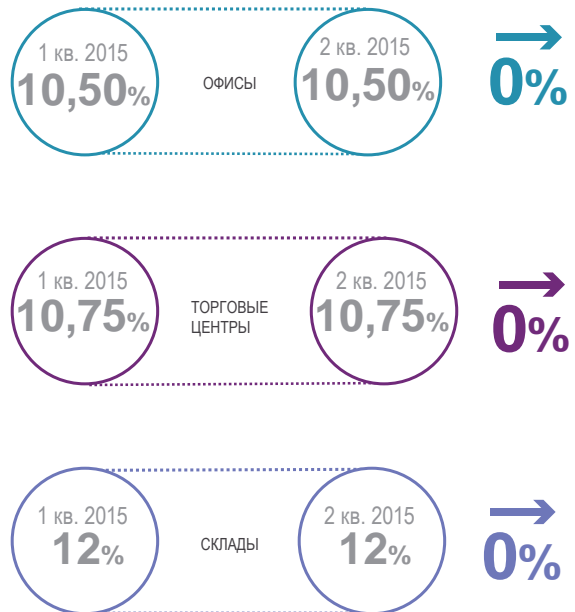 1 кв. 2015
10,50%
ОФИСЫ
2 кв. 2015
10,50%
0%
1 кв. 2015
10,75%
ТОРГОВЫЕ
ЦЕНТРЫ
2 кв. 2015
10,75%
0%
1 кв. 2015
12%
СКЛАДЫ
2 кв. 2015
12%
0%